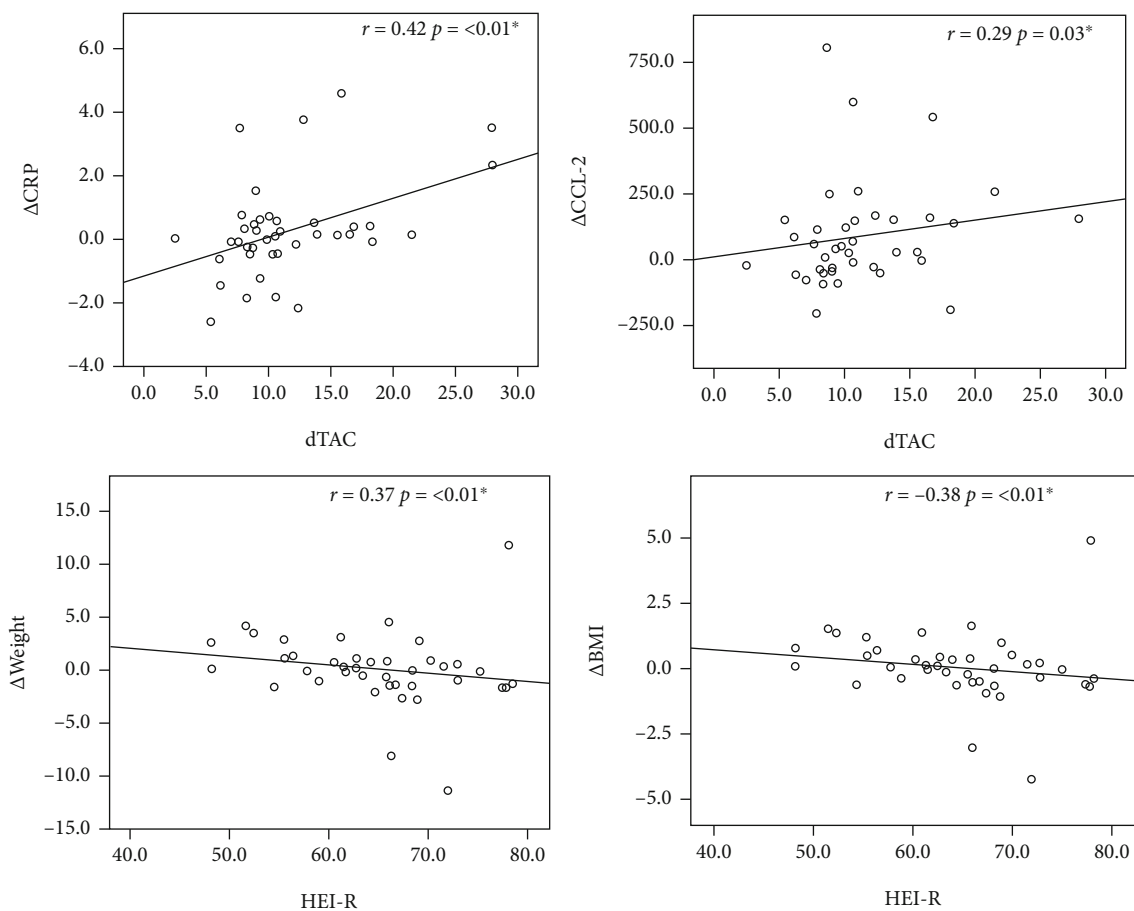 r = 0.42 p = <0.01*
6.0
4.0
2.0
0.0
−2.0
−4.0
ΔCRP
0.0 5.0 10.0 15.0 20.0 25.0 30.0
dTAC
r = 0.29 p = 0.03*
750.0
500.0
250.0
0.0
−250.0
ΔCCL-2
0.0 5.0 10.0 15.0 20.0 25.0 30.0
dTAC
r = 0.37 p = <0.01*
15.0
10.0
5.0
0.0
−5.0
−10.0
−15.0
ΔWeight
40.0 50.0 60.0 70.0 80.0
HEI-R
r = −0.38 p = <0.01*
5.0
2.5
0.0
−2.5
−5.0
ΔBMI
40.0 50.0 60.0 70.0 80.0
HEI-R